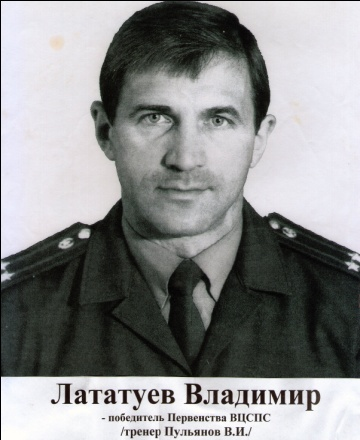 Лататуев Владимир
- победитель Первенства ВЦСПС
/тренер Пульянов В.И./